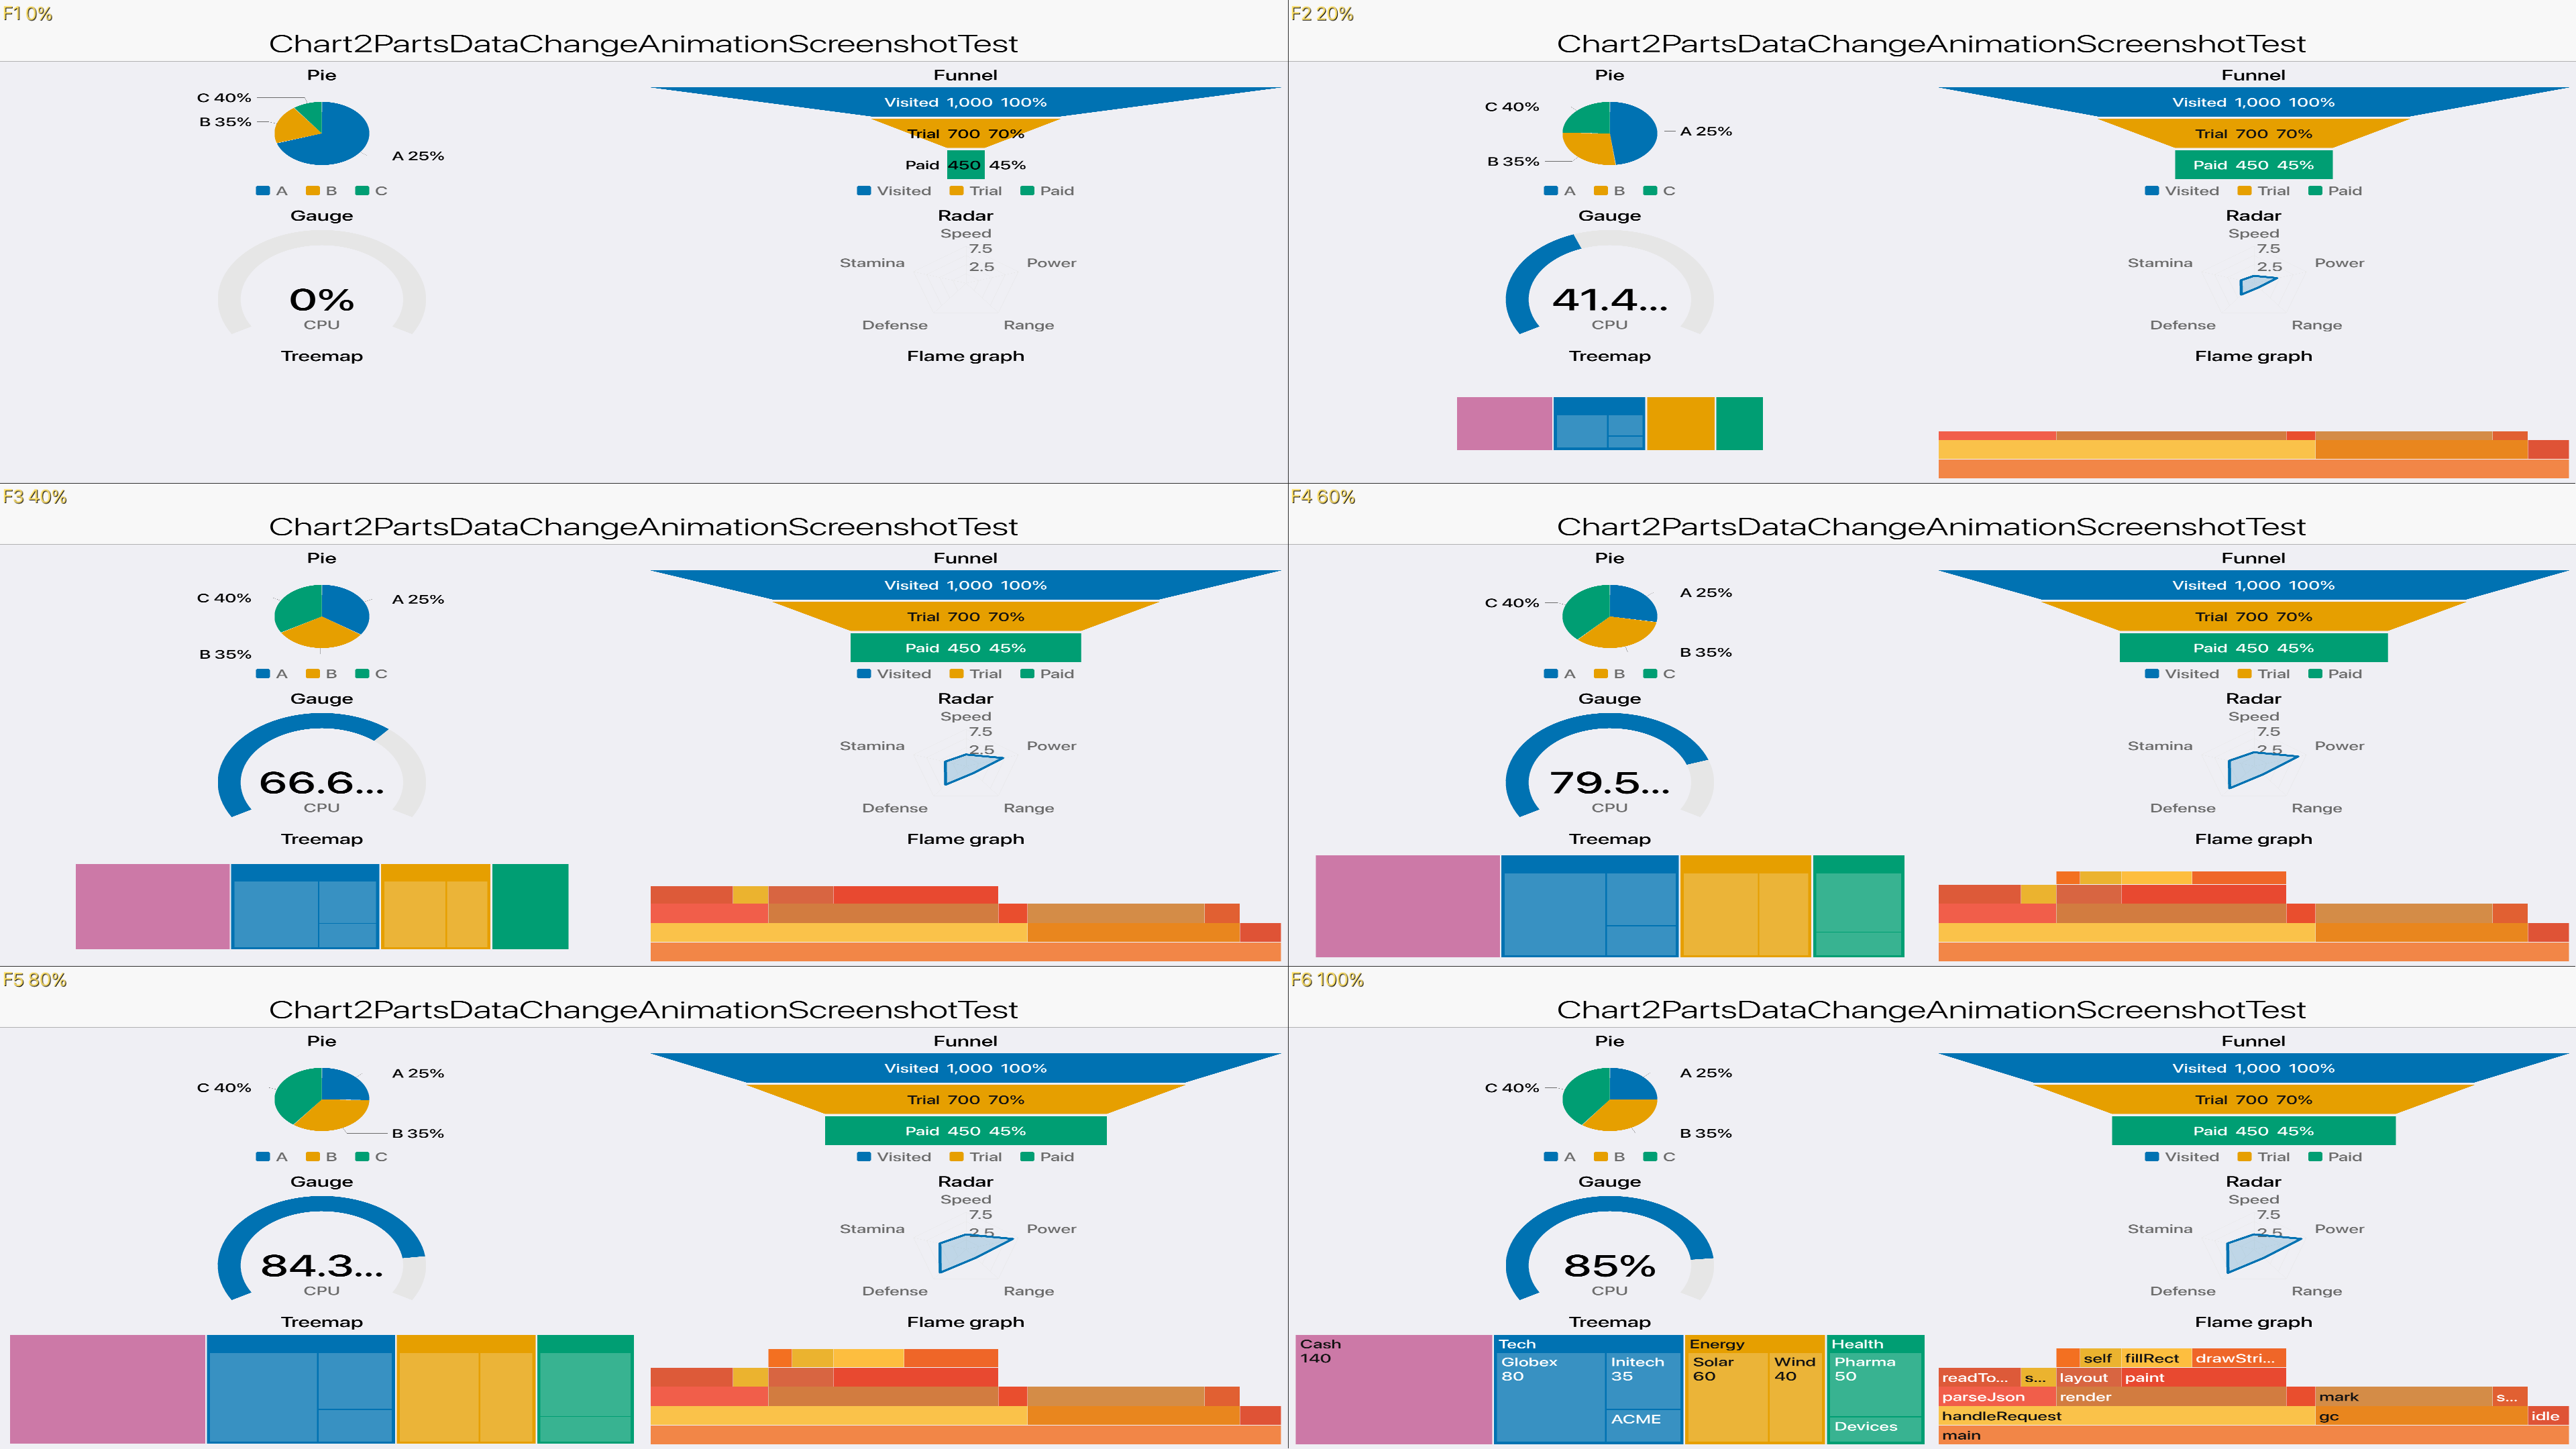 F1 0%
Chart2PartsDataChangeAnimationScreenshotTest
Pie
C 40%
B 35%
A 25%
A B C
Funnel
Visited 1,000 100%
Trial 700 70%
Paid 450 45%
Visited Trial Paid
Gauge
0%
CPU
Radar
Speed
7.5
2.5
Stamina
Power
Defense
Range
Treemap
Flame graph
F2 20%
Chart2PartsDataChangeAnimationScreenshotTest
Pie
C 40%
A 25%
B 35%
A B C
Funnel
Visited 1,000 100%
Trial 700 70%
Paid 450 45%
Visited Trial Paid
Gauge
41.4...
CPU
Radar
Speed
7.5
2.5
Stamina
Power
Defense
Range
Treemap
Flame graph
F3 40%
Chart2PartsDataChangeAnimationScreenshotTest
Pie
C 40%
A 25%
B 35%
A B C
Funnel
Visited 1,000 100%
Trial 700 70%
Paid 450 45%
Visited Trial Paid
Gauge
66.6...
CPU
Radar
Speed
7.5
2.5
Stamina
Power
Defense
Range
Treemap
Flame graph
F4 60%
Chart2PartsDataChangeAnimationScreenshotTest
Pie
A 25%
C 40%
B 35%
A B C
Funnel
Visited 1,000 100%
Trial 700 70%
Paid 450 45%
Visited Trial Paid
Gauge
79.5...
CPU
Radar
Speed
7.5
2.5
Stamina
Power
Defense
Range
Treemap
Flame graph
F5 80%
Chart2PartsDataChangeAnimationScreenshotTest
Pie
A 25%
C 40%
B 35%
A B C
Funnel
Visited 1,000 100%
Trial 700 70%
Paid 450 45%
Visited Trial Paid
Gauge
84.3...
CPU
Radar
Speed
7.5
2.5
Stamina
Power
Defense
Range
Treemap
Flame graph
F6 100%
Chart2PartsDataChangeAnimationScreenshotTest
Pie
A 25%
C 40%
B 35%
A B C
Funnel
Visited 1,000 100%
Trial 700 70%
Paid 450 45%
Visited Trial Paid
Gauge
85%
CPU
Radar
Speed
7.5
2.5
Stamina
Power
Defense
Range
Treemap
Cash
140
Tech
Globex
80
Initech
35
ACME
Energy
Solar
60
Wind
40
Health
Pharma
50
Devices
Flame graph
self fillRect drawStri...
readTo... s... layout paint
parseJson render mark s...
handleRequest gc idle
main